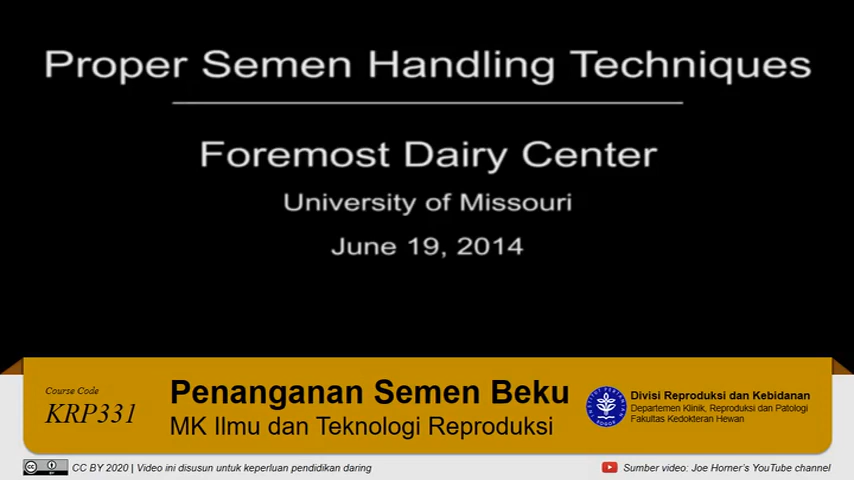 Proper Semen Handling Techniques
Foremost Dairy Center
University of Missouri
June 19, 2014
Course Code
KRP331
Penanganan Semen Beku
MK Ilmu dan Teknologi Reproduksi
Divisi Reproduksi dan Kebidanan
Departemen Klinik, Reproduksi dan Patologi
Fakultas Kedokteran Hewan
CC BY 2020 | Video ini disusun untuk keperluan pendidikan daring
Sumber video: Joe Horner's YouTube channel